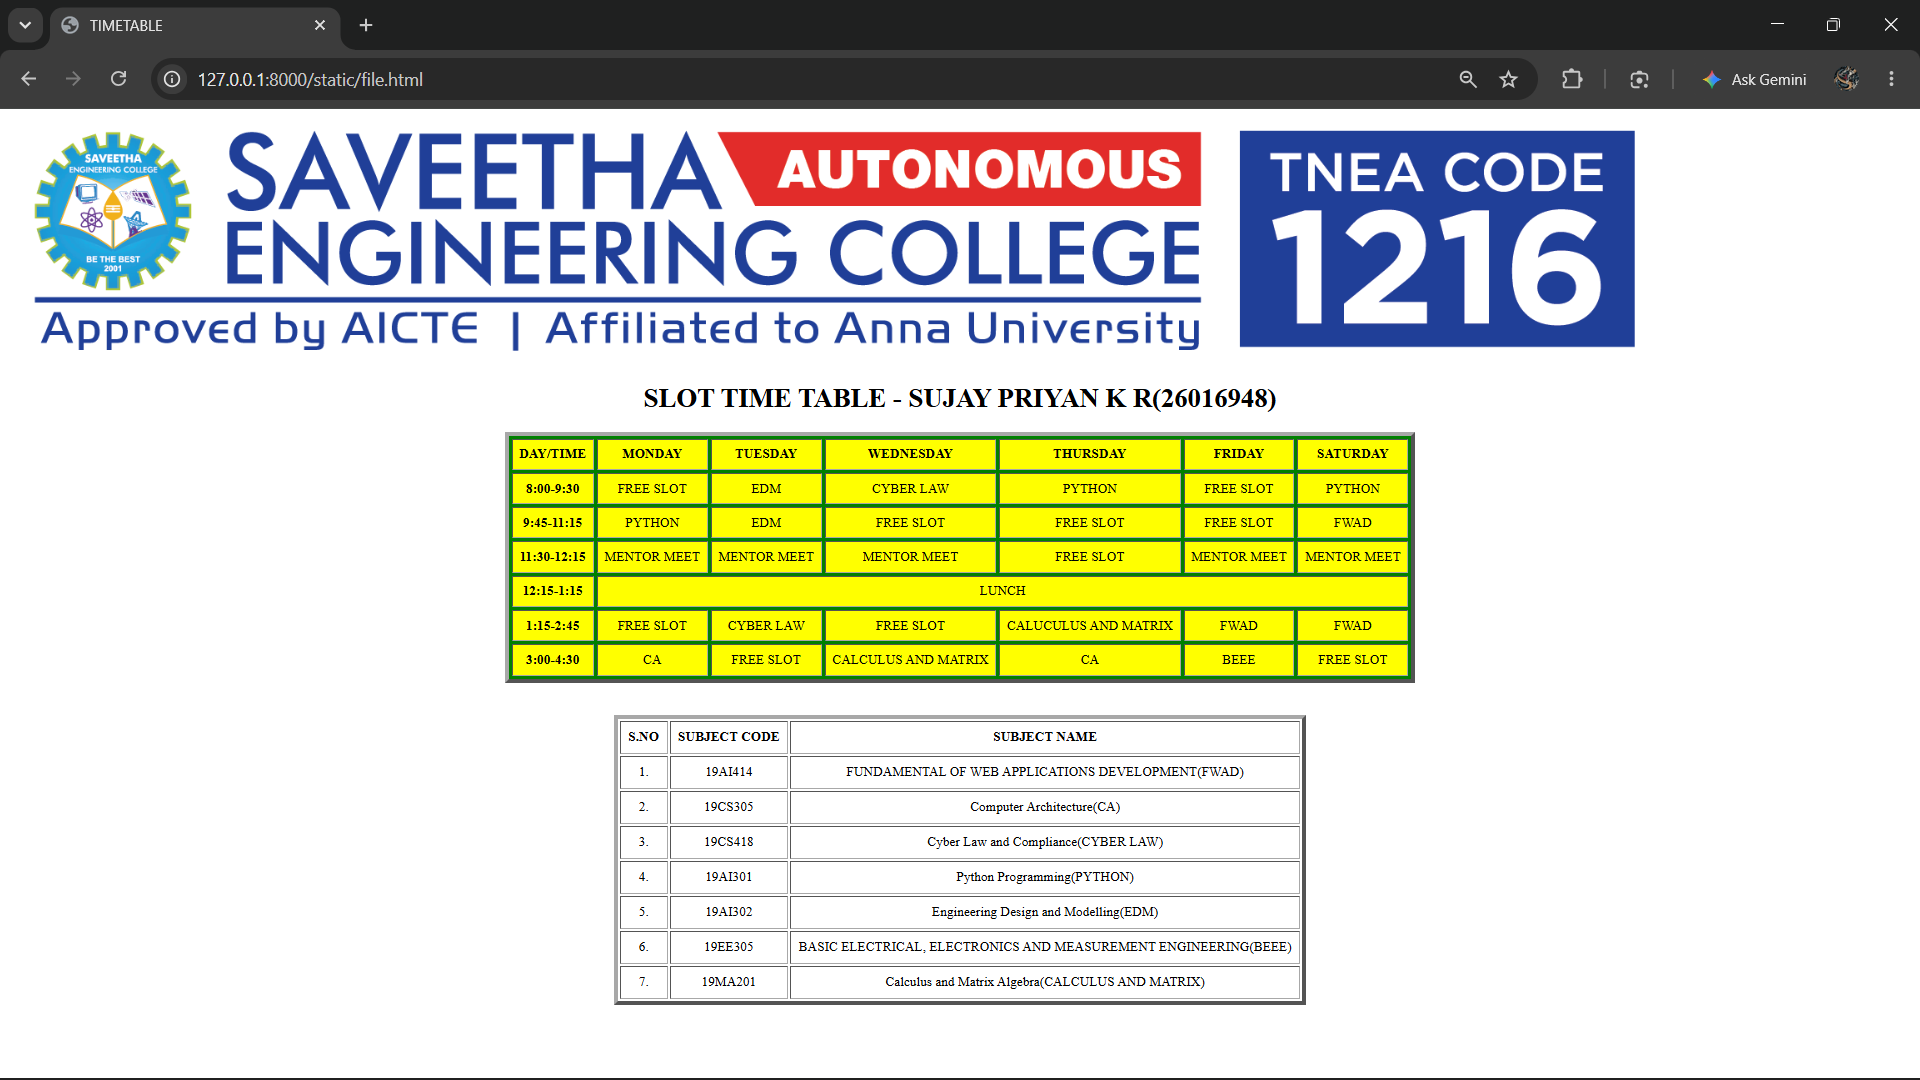 TIMETABLE
127.0.0.1:8000/static/file.html
Ask Gemini
SAVEETHA
ENGINEERING COLLEGE
BE THE BEST
2001
SAVEETHA AUTONOMOUS
ENGINEERING COLLEGE
Approved by AICTE | Affiliated to Anna University
TNEA CODE
1216
SLOT TIME TABLE - SUJAY PRIYAN K R(26016948)
DAY/TIME MONDAY TUESDAY WEDNESDAY THURSDAY FRIDAY SATURDAY
8:00-9:30 FREE SLOT EDM CYBER LAW PYTHON FREE SLOT PYTHON
9:45-11:15 PYTHON EDM FREE SLOT FREE SLOT FREE SLOT FWAD
11:30-12:15 MENTOR MEET MENTOR MEET MENTOR MEET FREE SLOT MENTOR MEET MENTOR MEET
12:15-1:15 LUNCH
1:15-2:45 FREE SLOT CYBER LAW FREE SLOT CALUCULUS AND MATRIX FWAD FWAD
3:00-4:30 CA FREE SLOT CALCULUS AND MATRIX CA BEEE FREE SLOT
S.NO SUBJECT CODE SUBJECT NAME
1. 19AI414 FUNDAMENTAL OF WEB APPLICATIONS DEVELOPMENT(FWAD)
2. 19CS305 Computer Architecture(CA)
3. 19CS418 Cyber Law and Compliance(CYBER LAW)
4. 19AI301 Python Programming(PYTHON)
5. 19AI302 Engineering Design and Modelling(EDM)
6. 19EE305 BASIC ELECTRICAL, ELECTRONICS AND MEASUREMENT ENGINEERING(BEEE)
7. 19MA201 Calculus and Matrix Algebra(CALCULUS AND MATRIX)